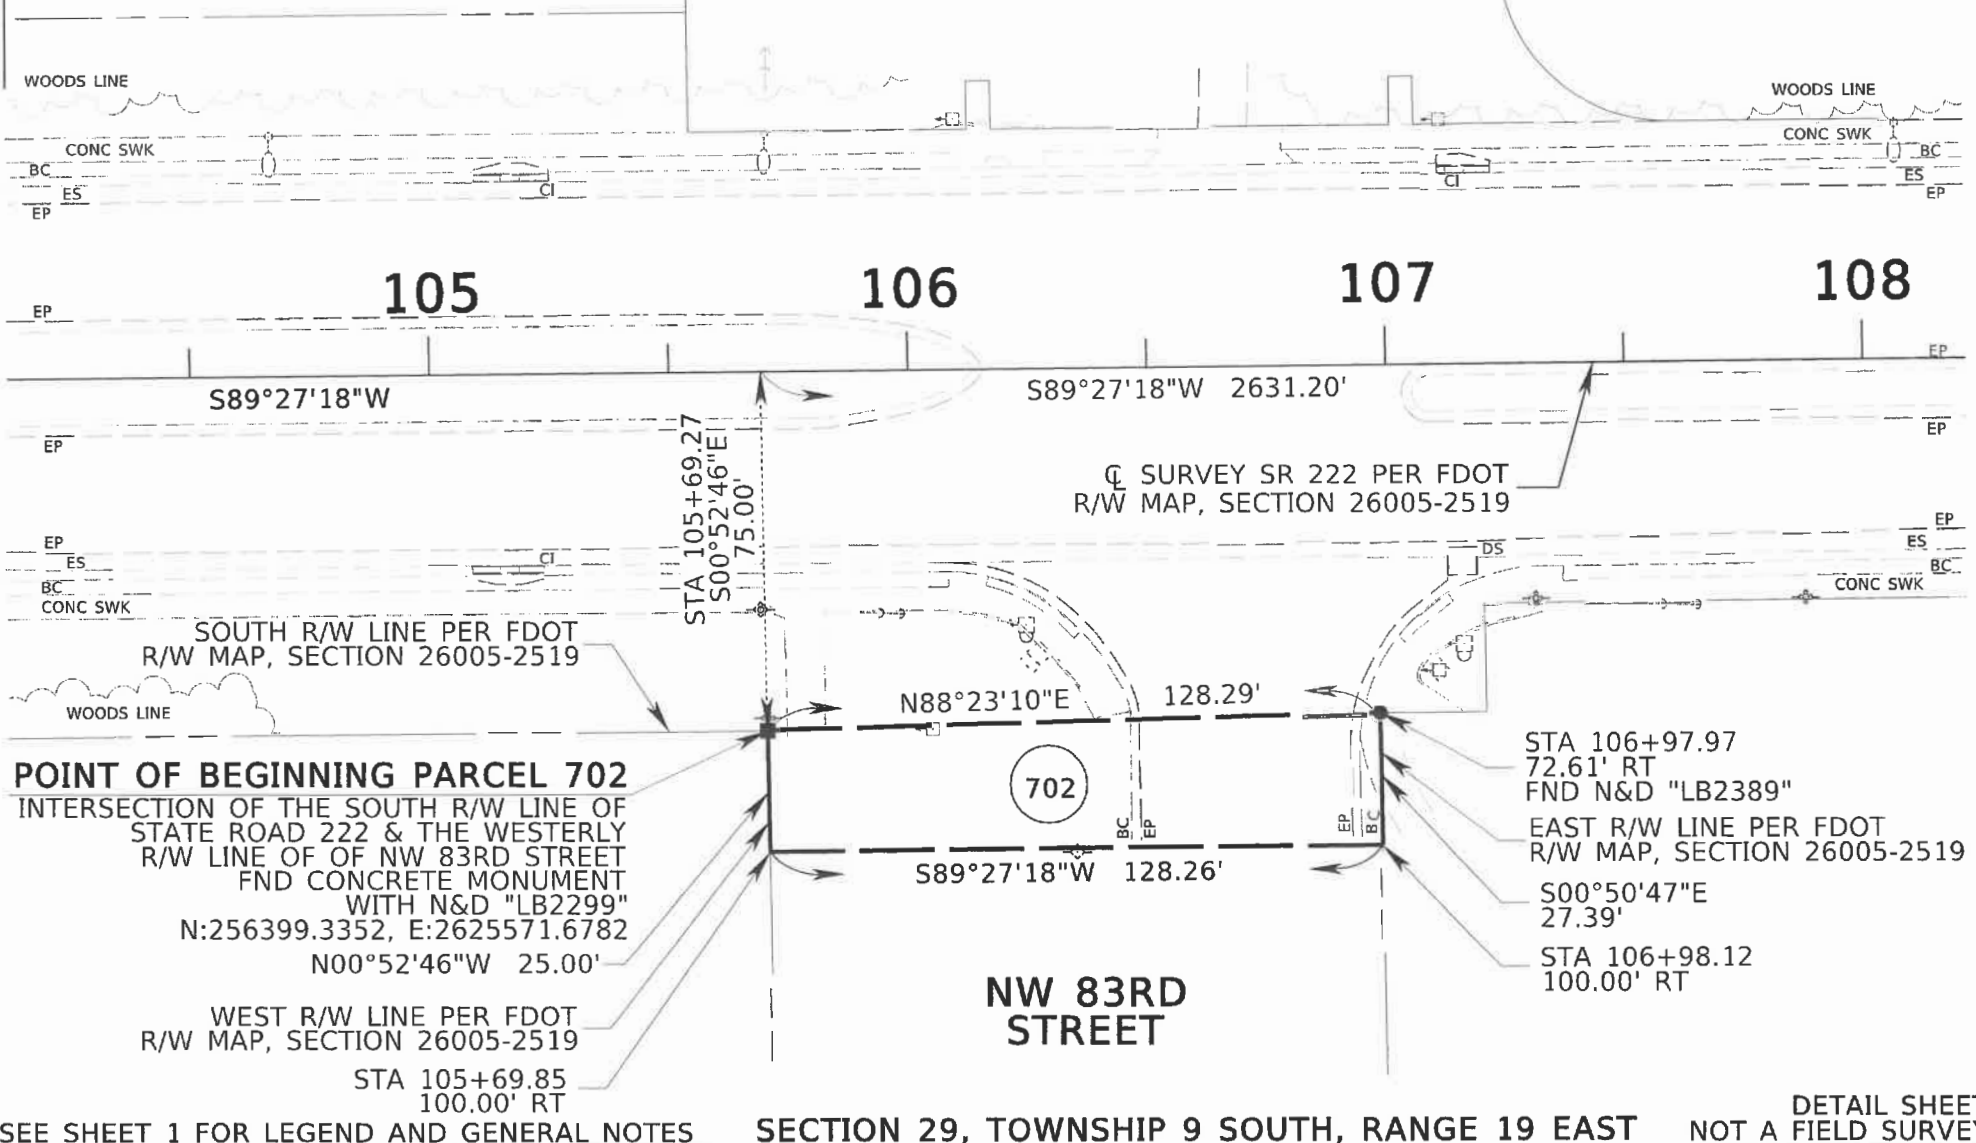 WOODS LINE
WOODS LINE
CONC SWK
CONC SWK
BC
BC
ES
ES
EP
EP
CI
CI
105
106
107
108
EP
EP
S89°27'18"W
S89°27'18"W 2631.20'
EP
EP
STA 105+69.27
S00°52'46"E
75.00'
℄ SURVEY SR 222 PER FDOT
R/W MAP, SECTION 26005-2519
EP
EP
ES
ES
CI
DS
BC
BC
CONC SWK
CONC SWK
SOUTH R/W LINE PER FDOT
R/W MAP, SECTION 26005-2519
WOODS LINE
N88°23'10"E 128.29'
POINT OF BEGINNING PARCEL 702
INTERSECTION OF THE SOUTH R/W LINE OF
STATE ROAD 222 & THE WESTERLY
R/W LINE OF OF NW 83RD STREET
FND CONCRETE MONUMENT
WITH N&D "LB2299"
N:256399.3352, E:2625571.6782
N00°52'46"W 25.00'
WEST R/W LINE PER FDOT
R/W MAP, SECTION 26005-2519
STA 105+69.85
100.00' RT
702
BC
EP
EP
BC
S89°27'18"W 128.26'
STA 106+97.97
72.61' RT
FND N&D "LB2389"
EAST R/W LINE PER FDOT
R/W MAP, SECTION 26005-2519
S00°50'47"E
27.39'
STA 106+98.12
100.00' RT
NW 83RD
STREET
SEE SHEET 1 FOR LEGEND AND GENERAL NOTES
SECTION 29, TOWNSHIP 9 SOUTH, RANGE 19 EAST
DETAIL SHEET
NOT A FIELD SURVEY